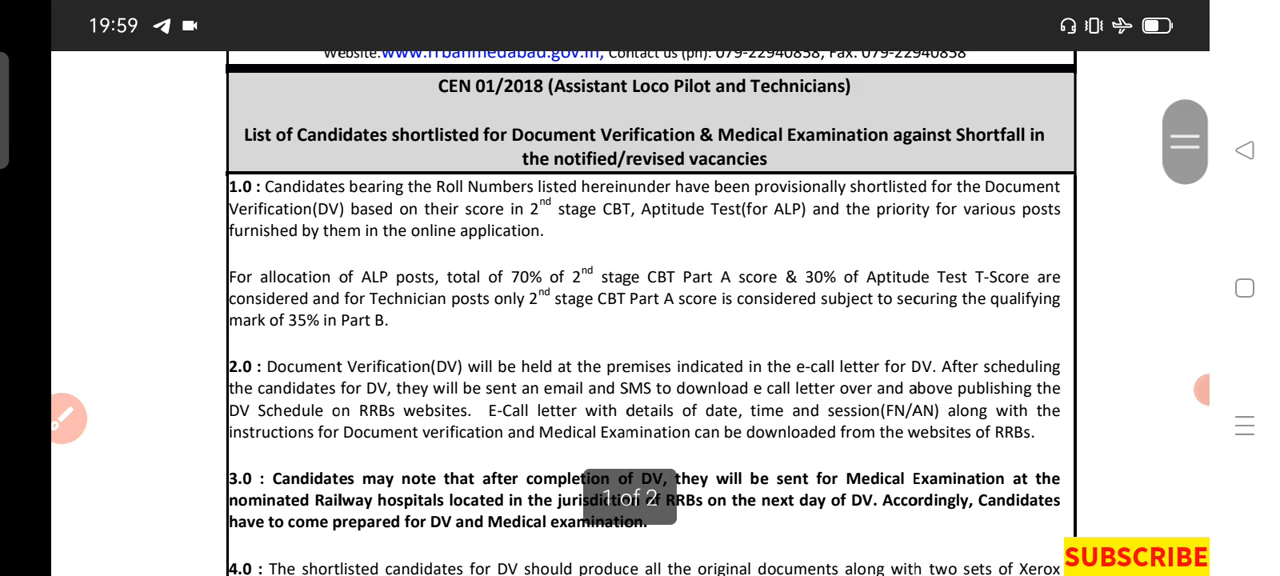 19:59
Website:www.rrbahmedabad.gov.in, Contact us (ph): 079-22940858, Fax: 079-22940858
CEN 01/2018 (Assistant Loco Pilot and Technicians)
List of Candidates shortlisted for Document Verification & Medical Examination against Shortfall in
the notified/revised vacancies
1.0 : Candidates bearing the Roll Numbers listed hereinunder have been provisionally shortlisted for the Document
Verification(DV) based on their score in 2nd stage CBT, Aptitude Test(for ALP) and the priority for various posts
furnished by them in the online application.
For allocation of ALP posts, total of 70% of 2nd stage CBT Part A score & 30% of Aptitude Test T-Score are
considered and for Technician posts only 2nd stage CBT Part A score is considered subject to securing the qualifying
mark of 35% in Part B.
2.0 : Document Verification(DV) will be held at the premises indicated in the e-call letter for DV. After scheduling
the candidates for DV, they will be sent an email and SMS to download e call letter over and above publishing the
DV Schedule on RRBs websites. E-Call letter with details of date, time and session(FN/AN) along with the
instructions for Document verification and Medical Examination can be downloaded from the websites of RRBs.
3.0 : Candidates may note that after completion of DV, they will be sent for Medical Examination at the
nominated Railway hospitals located in the jurisdiction of RRBs on the next day of DV. Accordingly, Candidates
have to come prepared for DV and Medical examination.
1 of 2
4.0 : The shortlisted candidates for DV should produce all the original documents along with two sets of Xerox
SUBSCRIBE